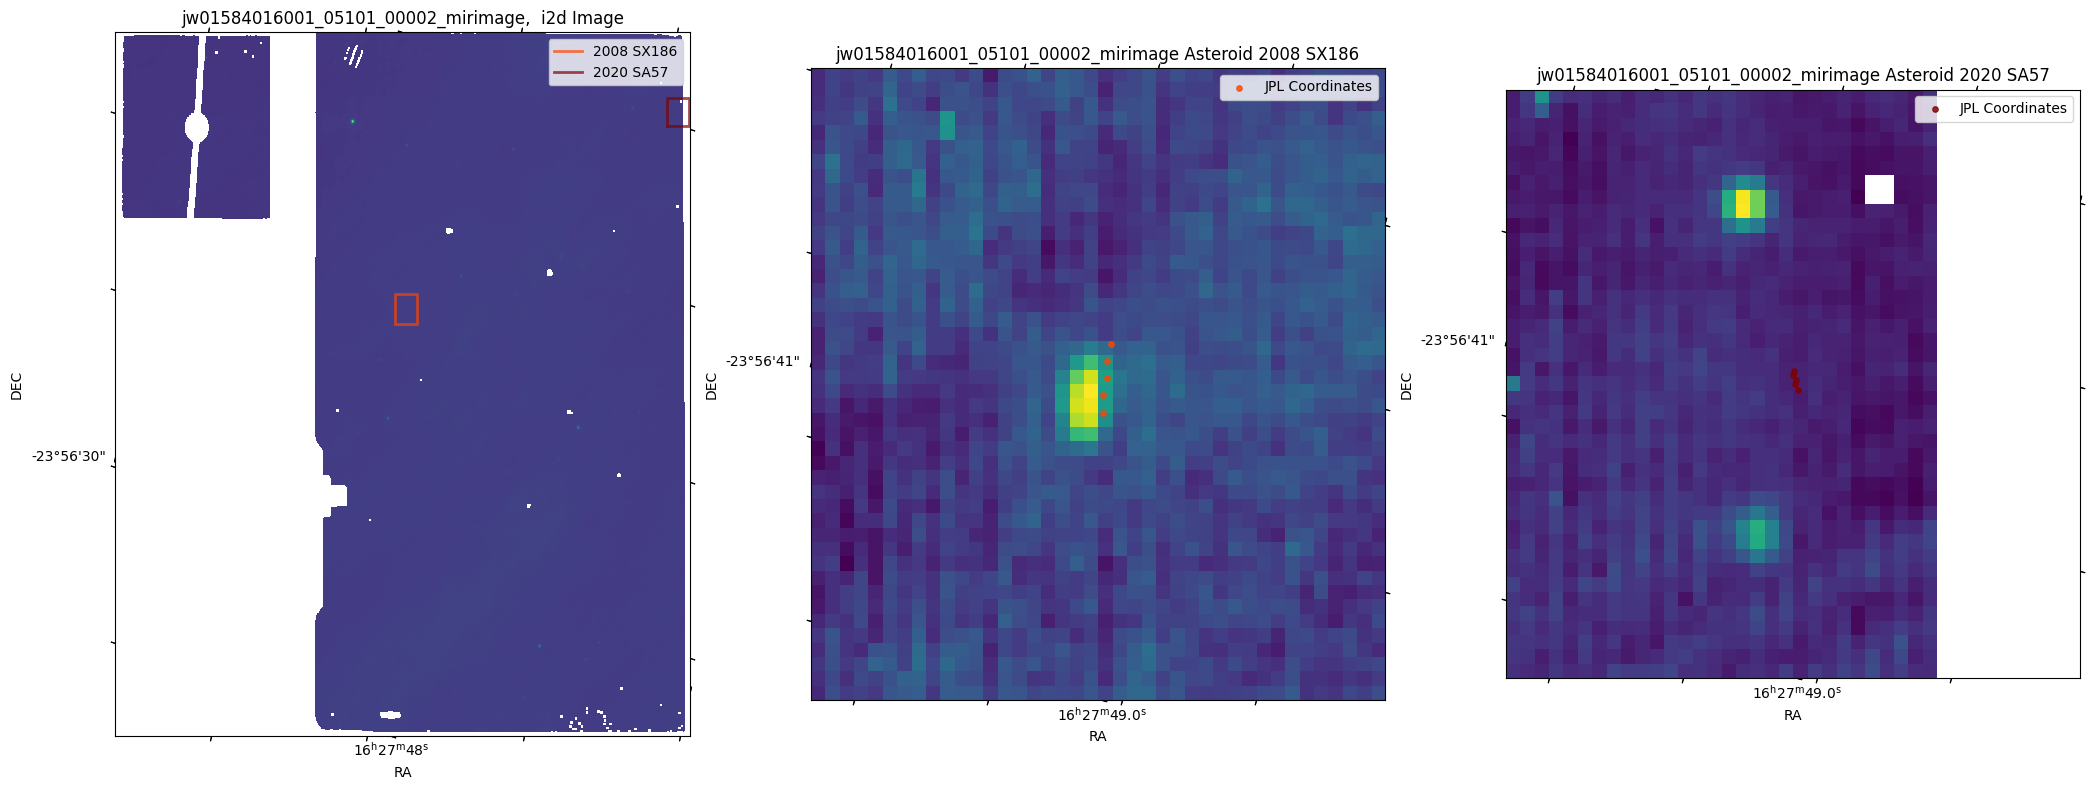 jw01584016001_05101_00002_mirimage,  i2d Image
2008 SX186
2020 SA57
DEC
-23°56'30"
16ʰ27ᵐ48ˢ
RA
jw01584016001_05101_00002_mirimage Asteroid 2008 SX186
JPL Coordinates
DEC
-23°56'41"
16ʰ27ᵐ49.0ˢ
RA
jw01584016001_05101_00002_mirimage Asteroid 2020 SA57
JPL Coordinates
DEC
-23°56'41"
16ʰ27ᵐ49.0ˢ
RA